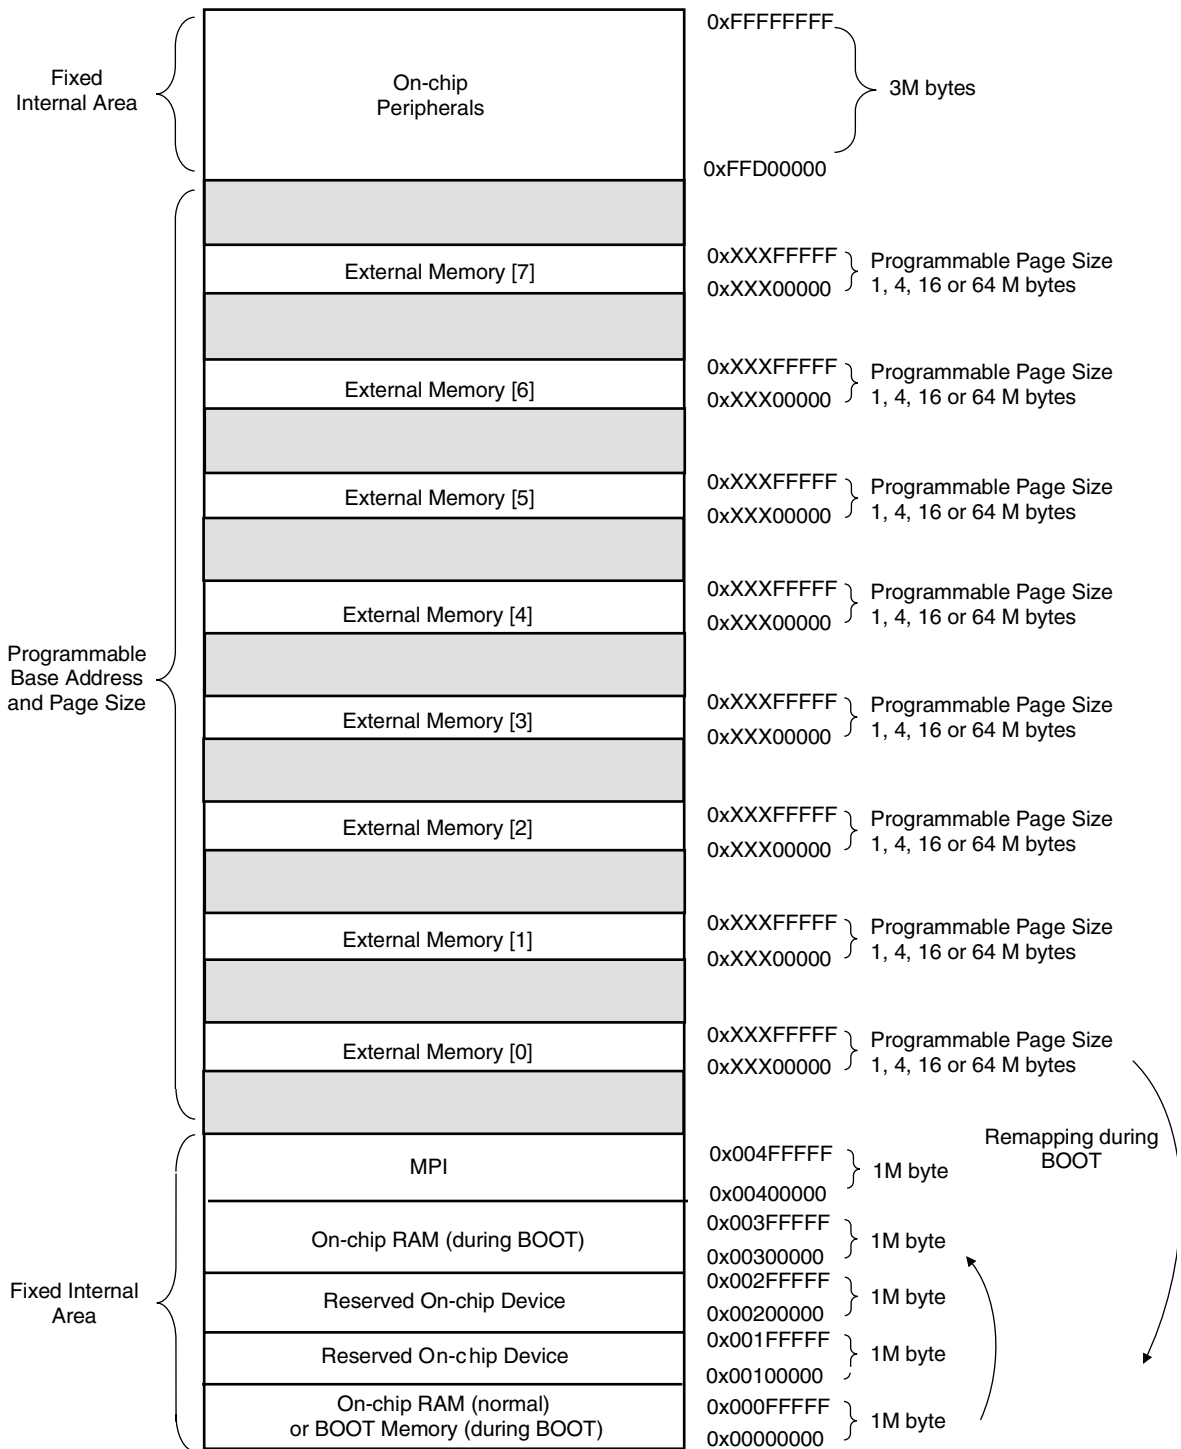 0xFFFFFFFF
Fixed
Internal Area
On-chip
Peripherals
3M bytes
0xFFD00000
Programmable
Base Address
and Page Size
External Memory [7]
0xXXXFFFFF
0xXXX00000
Programmable Page Size
1, 4, 16 or 64 M bytes
External Memory [6]
0xXXXFFFFF
0xXXX00000
Programmable Page Size
1, 4, 16 or 64 M bytes
External Memory [5]
0xXXXFFFFF
0xXXX00000
Programmable Page Size
1, 4, 16 or 64 M bytes
External Memory [4]
0xXXXFFFFF
0xXXX00000
Programmable Page Size
1, 4, 16 or 64 M bytes
External Memory [3]
0xXXXFFFFF
0xXXX00000
Programmable Page Size
1, 4, 16 or 64 M bytes
External Memory [2]
0xXXXFFFFF
0xXXX00000
Programmable Page Size
1, 4, 16 or 64 M bytes
External Memory [1]
0xXXXFFFFF
0xXXX00000
Programmable Page Size
1, 4, 16 or 64 M bytes
External Memory [0]
0xXXXFFFFF
0xXXX00000
Programmable Page Size
1, 4, 16 or 64 M bytes
Remapping during
BOOT
Fixed Internal
Area
MPI
0x004FFFFF
0x00400000
1M byte
On-chip RAM (during BOOT)
0x003FFFFF
0x00300000
1M byte
Reserved On-chip Device
0x002FFFFF
0x00200000
1M byte
Reserved On-chip Device
0x001FFFFF
0x00100000
1M byte
On-chip RAM (normal)
or BOOT Memory (during BOOT)
0x000FFFFF
0x00000000
1M byte